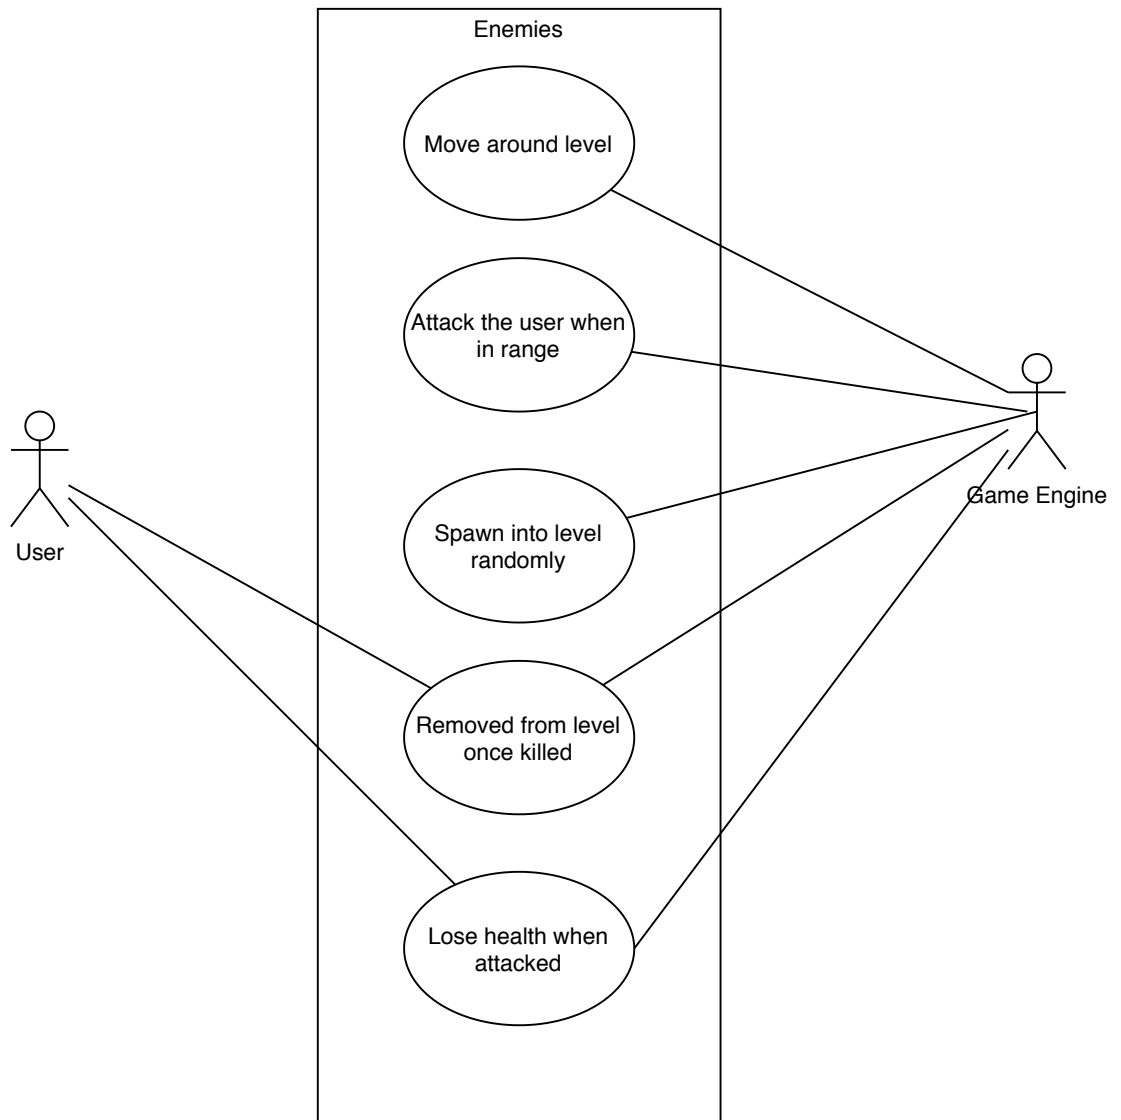 Enemies
Move around level
Attack the user when
in range
Game Engine
User
Spawn into level
randomly
Removed from level
once killed
Lose health when
attacked